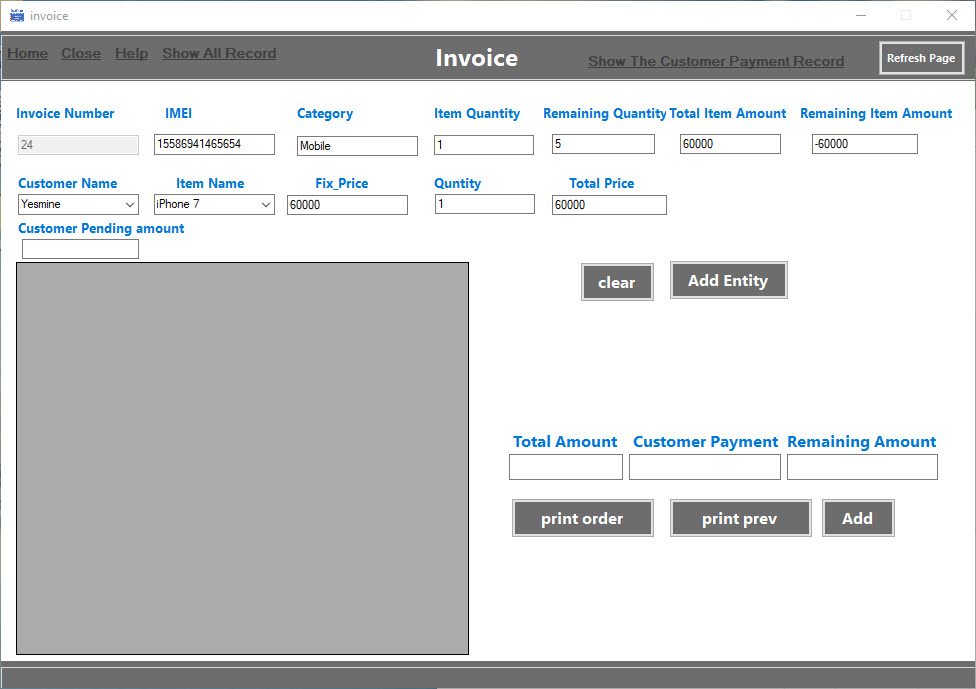 invoice
Home Close Help Show All Record Invoice Show The Customer Payment Record Refresh Page
Invoice Number IMEI Category Item Quantity Remaining Quantity Total Item Amount Remaining Item Amount
24 15586941465654 Mobile 1 5 60000 -60000
Customer Name Item Name Fix_Price Quntity Total Price
Yesmine iPhone 7 60000 1 60000
Customer Pending amount
clear Add Entity
Total Amount Customer Payment Remaining Amount
print order print prev Add